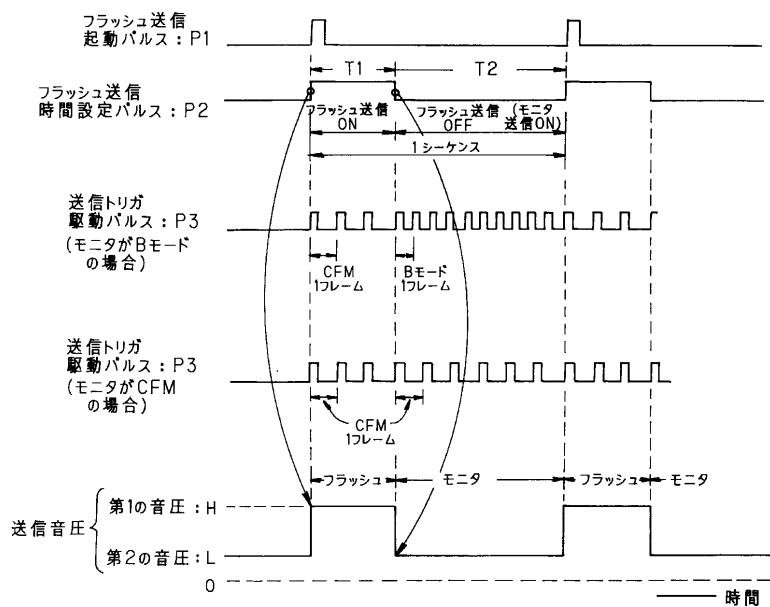 フラッシュ送信
起動パルス：P1
T1
T2
フラッシュ送信
時間設定パルス：P2
フラッシュ送信
ON
フラッシュ送信
OFF
(モニタ
送信ON)
1シーケンス
送信トリガ
駆動パルス：P3
(モニタがBモード
の場合)
CFM
1フレーム
Bモード
1フレーム
送信トリガ
駆動パルス：P3
(モニタがCFM
の場合)
CFM
1フレーム
フラッシュ
モニタ
フラッシュ
モニタ
送信音圧
第1の音圧：H
第2の音圧：L
0
時間